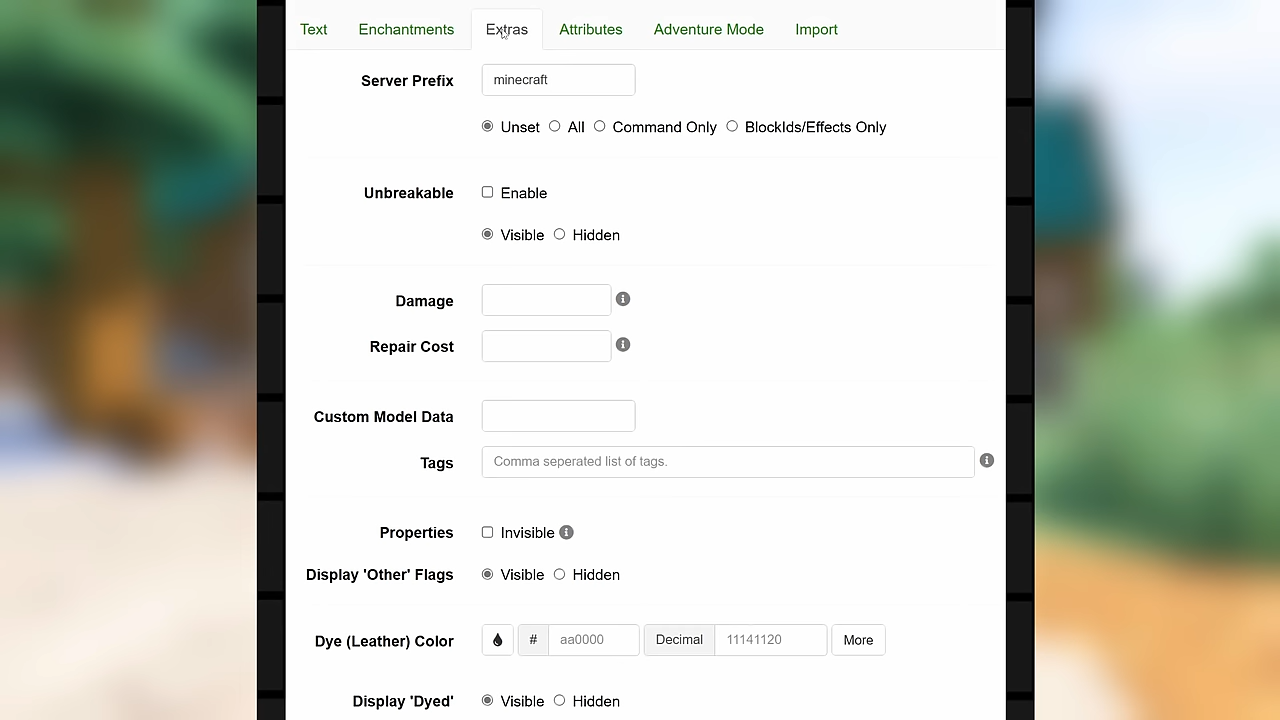 Text Enchantments Extras Attributes Adventure Mode Import
Server Prefix minecraft
Unset All Command Only BlockIds/Effects Only
Unbreakable Enable
Visible Hidden
Damage
Repair Cost
Custom Model Data
Tags Comma seperated list of tags.
Properties Invisible
Display 'Other' Flags Visible Hidden
Dye (Leather) Color # aa0000 Decimal 11141120 More
Display 'Dyed' Visible Hidden